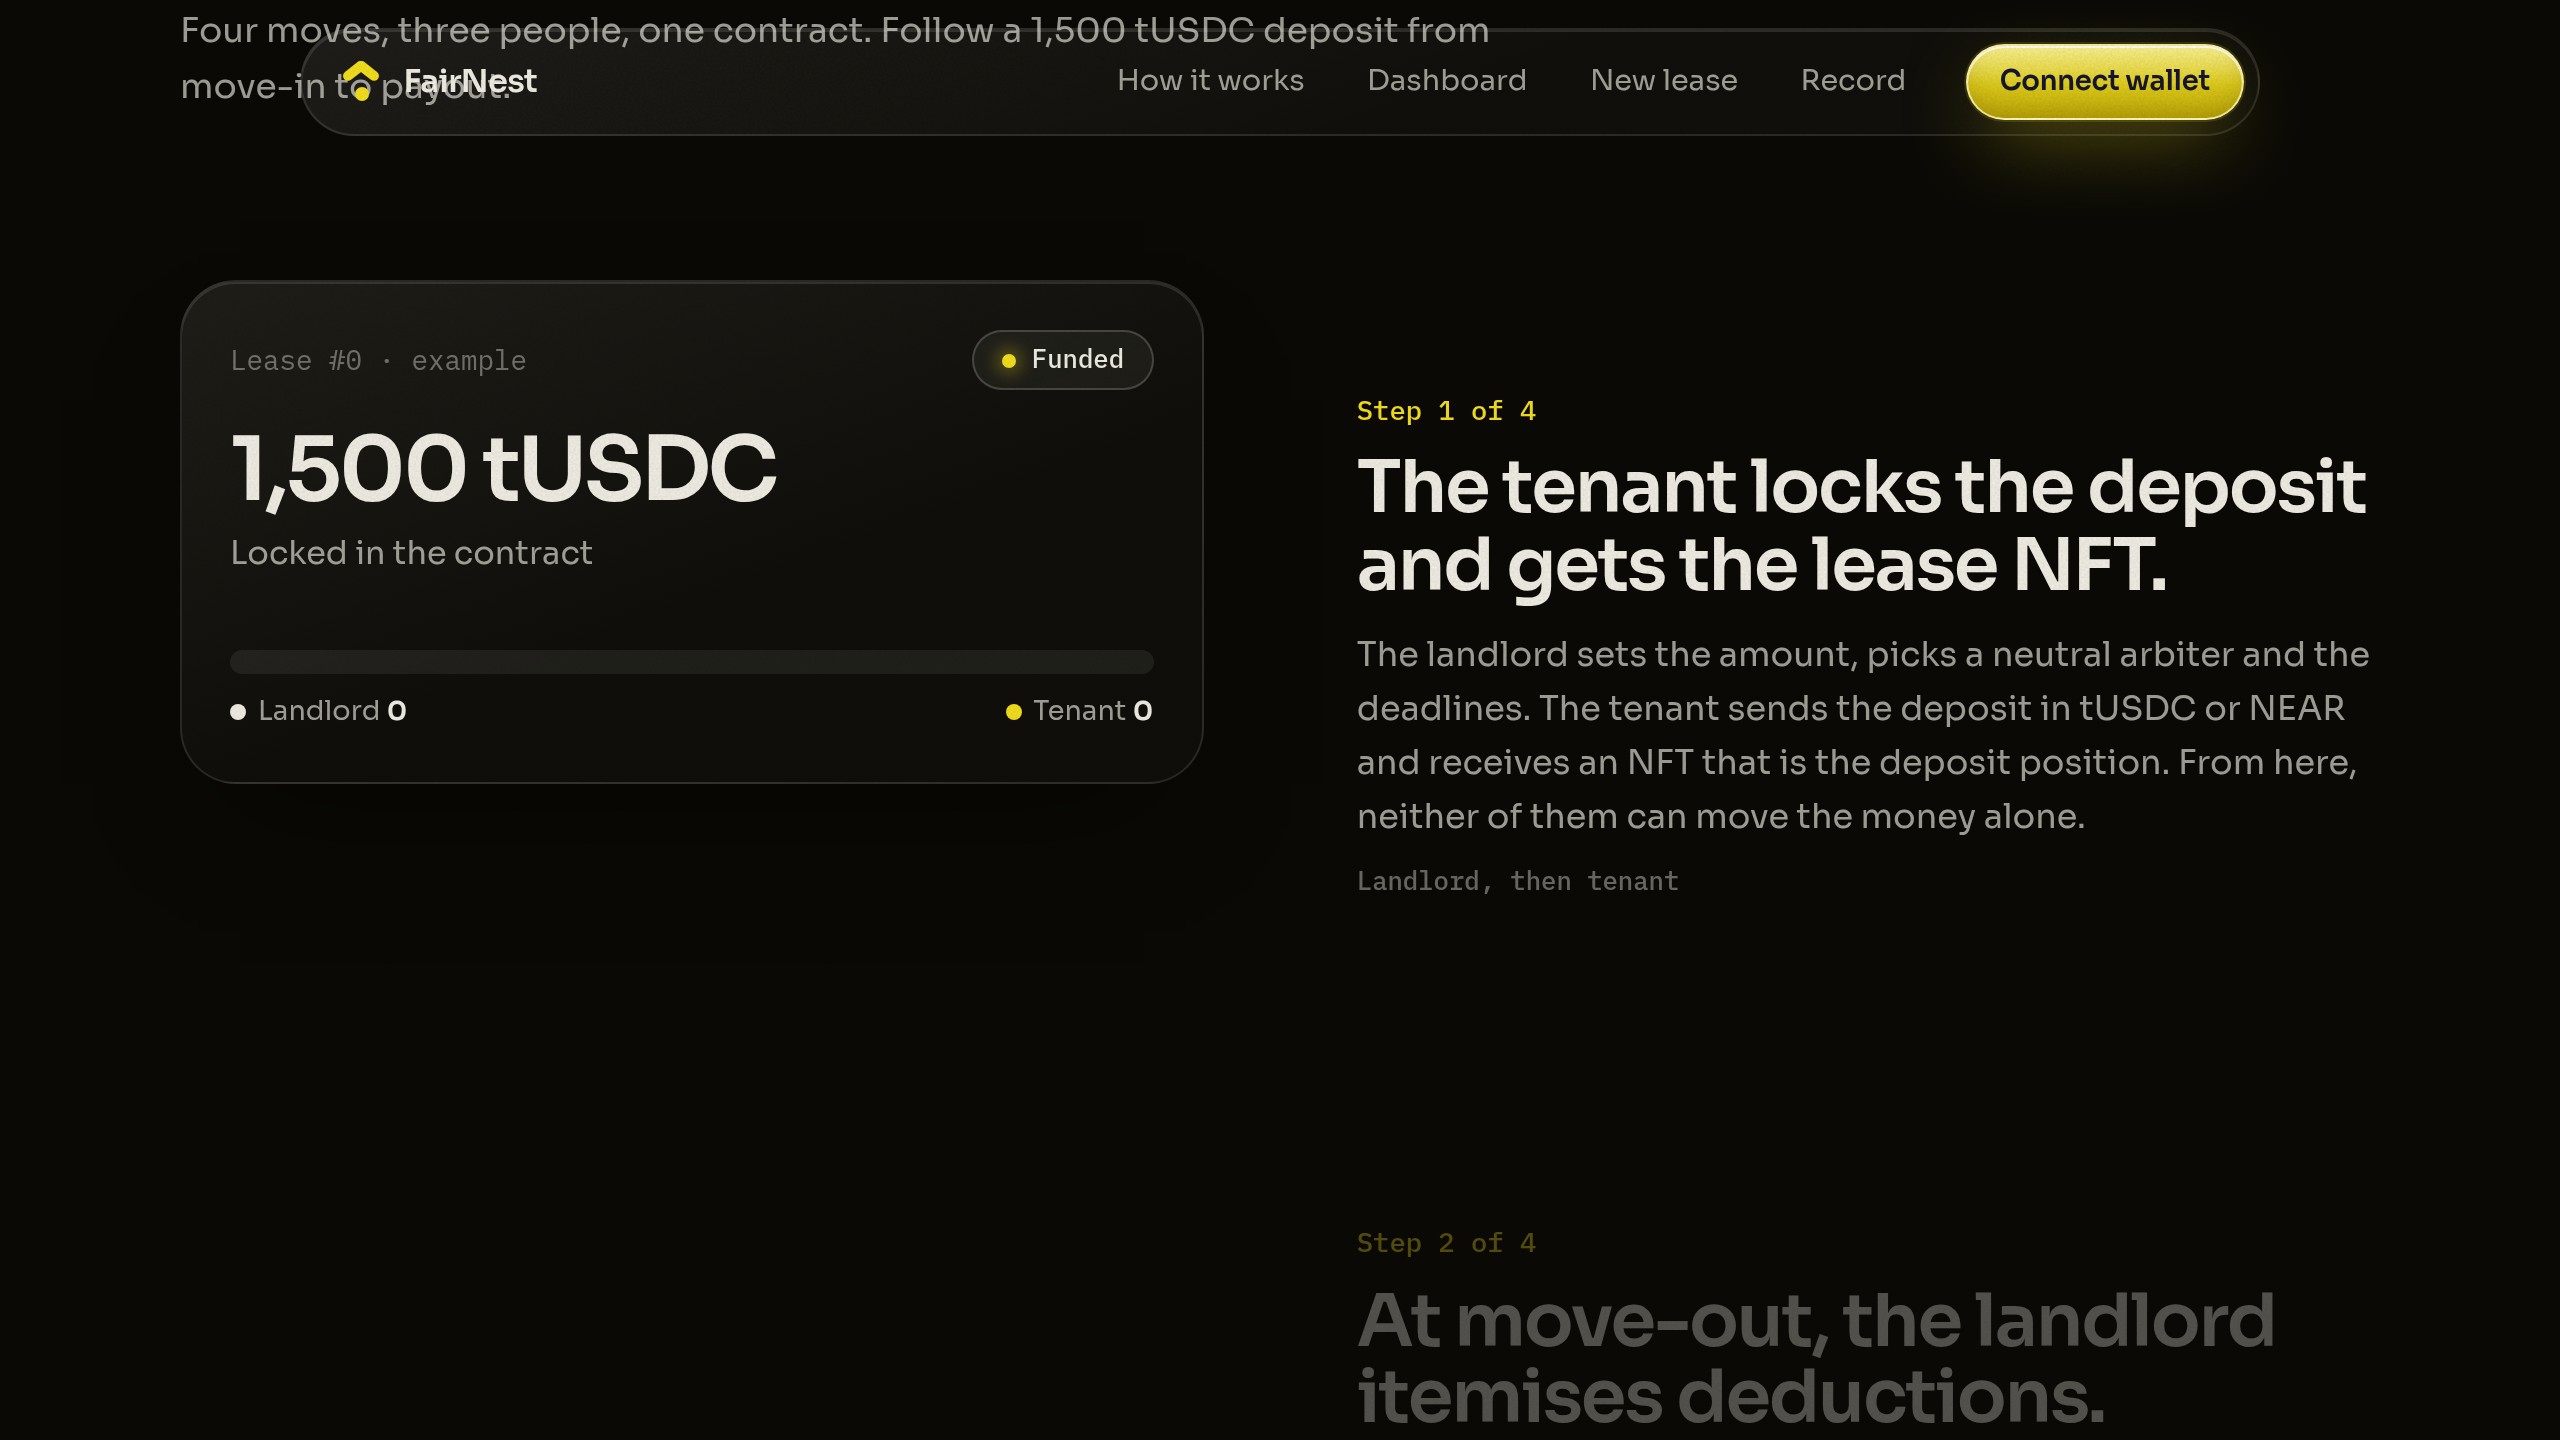 Four moves, three people, one contract. Follow a 1,500 tUSDC deposit from
move-in to payout.
FairNest
How it works
Dashboard
New lease
Record
Connect wallet
Lease #0 · example
Funded
1,500 tUSDC
Locked in the contract
Landlord 0
Tenant 0
Step 1 of 4
The tenant locks the deposit
and gets the lease NFT.
The landlord sets the amount, picks a neutral arbiter and the
deadlines. The tenant sends the deposit in tUSDC or NEAR
and receives an NFT that is the deposit position. From here,
neither of them can move the money alone.
Landlord, then tenant
Step 2 of 4
At move-out, the landlord
itemises deductions.